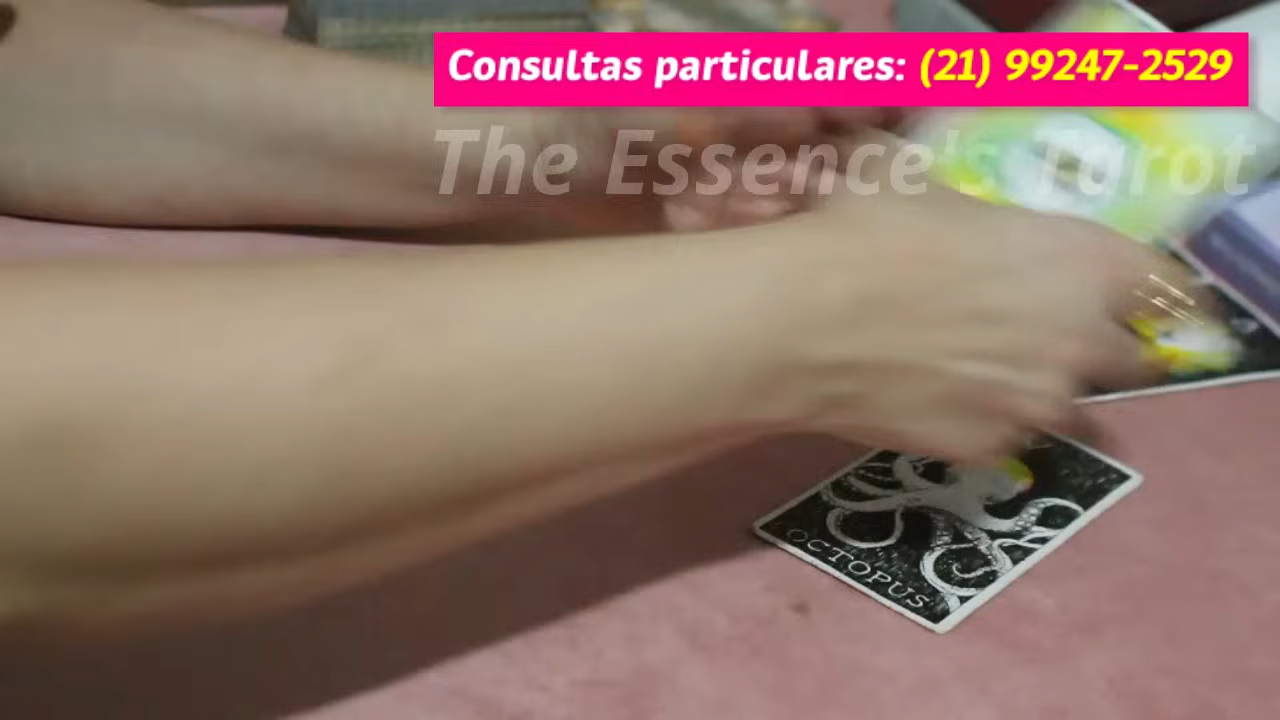 Consultas particulares: (21) 99247-2529
The Essence's Tarot
OCTOPUS